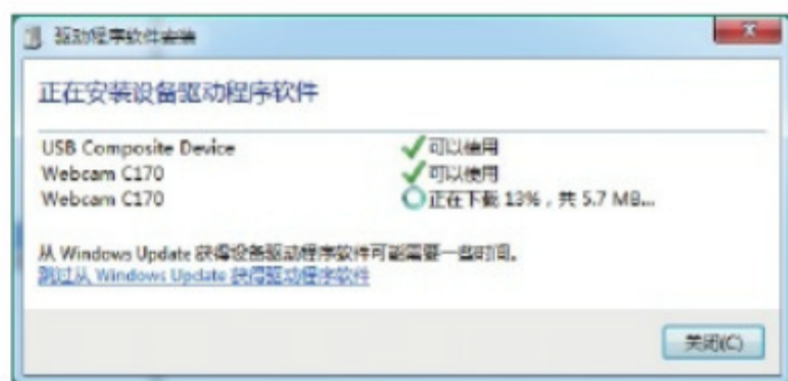 驱动程序软件安装
正在安装设备驱动程序软件
USB Composite Device 可以使用
Webcam C170 可以使用
Webcam C170 正在下载 13%，共 5.7 MB...
从 Windows Update 获得设备驱动程序软件可能需要一些时间。
跳过从 Windows Update 获得驱动程序软件
关闭(C)